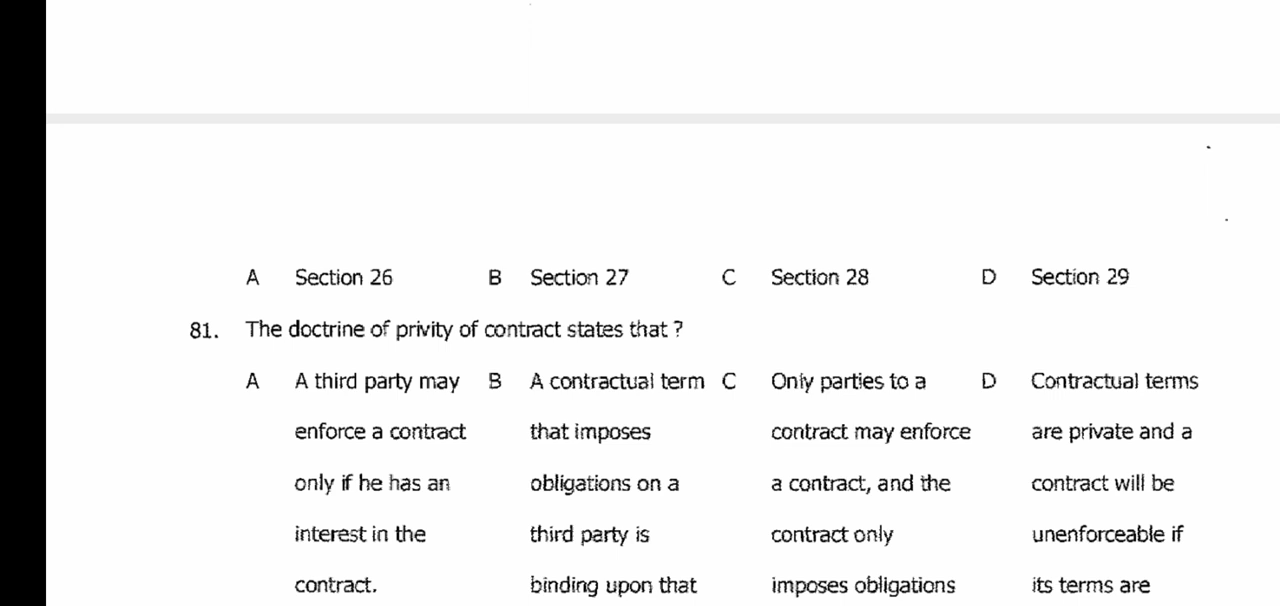 A Section 26 B Section 27 C Section 28 D Section 29
81. The doctrine of privity of contract states that ?
A A third party may B A contractual term C Only parties to a D Contractual terms
enforce a contract that imposes contract may enforce are private and a
only if he has an obligations on a a contract, and the contract will be
interest in the third party is contract only unenforceable if
contract. binding upon that imposes obligations its terms are